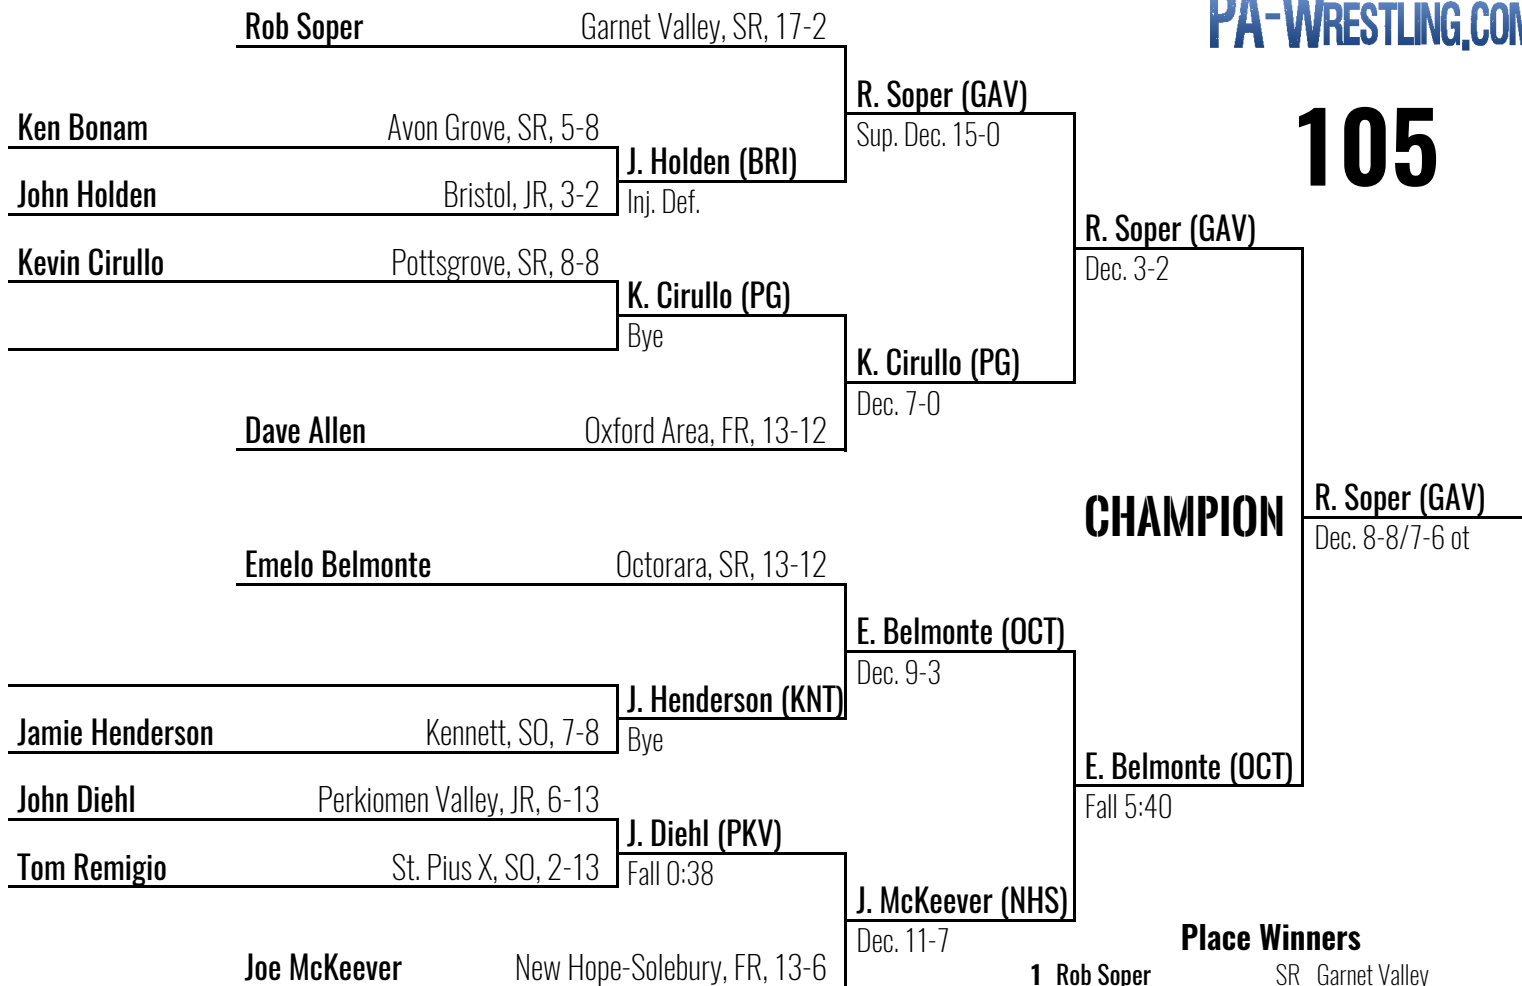 PA-WRESTLING.COM
105
Rob Soper Garnet Valley, SR, 17-2
R. Soper (GAV)
Sup. Dec. 15-0
Ken Bonam Avon Grove, SR, 5-8
J. Holden (BRI)
Inj. Def.
John Holden Bristol, JR, 3-2
R. Soper (GAV)
Dec. 3-2
Kevin Cirullo Pottsgrove, SR, 8-8
K. Cirullo (PG)
Bye
K. Cirullo (PG)
Dec. 7-0
Dave Allen Oxford Area, FR, 13-12
CHAMPION
R. Soper (GAV)
Dec. 8-8/7-6 ot
Emelo Belmonte Octorara, SR, 13-12
E. Belmonte (OCT)
Dec. 9-3
J. Henderson (KNT)
Bye
Jamie Henderson Kennett, SO, 7-8
E. Belmonte (OCT)
Fall 5:40
John Diehl Perkiomen Valley, JR, 6-13
J. Diehl (PKV)
Fall 0:38
Tom Remigio St. Pius X, SO, 2-13
J. McKeever (NHS)
Dec. 11-7
Joe McKeever New Hope-Solebury, FR, 13-6
Place Winners
1 Rob Soper SR Garnet Valley